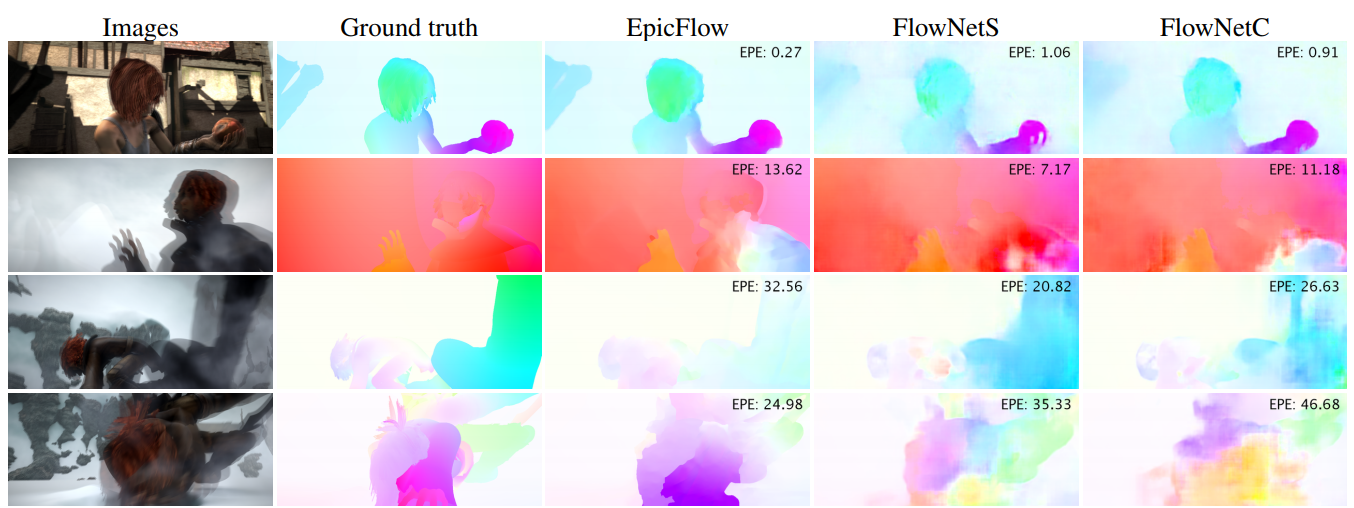 Images Ground truth EpicFlow FlowNetS FlowNetC
EPE: 0.27 EPE: 1.06 EPE: 0.91
EPE: 13.62 EPE: 7.17 EPE: 11.18
EPE: 32.56 EPE: 20.82 EPE: 26.63
EPE: 24.98 EPE: 35.33 EPE: 46.68